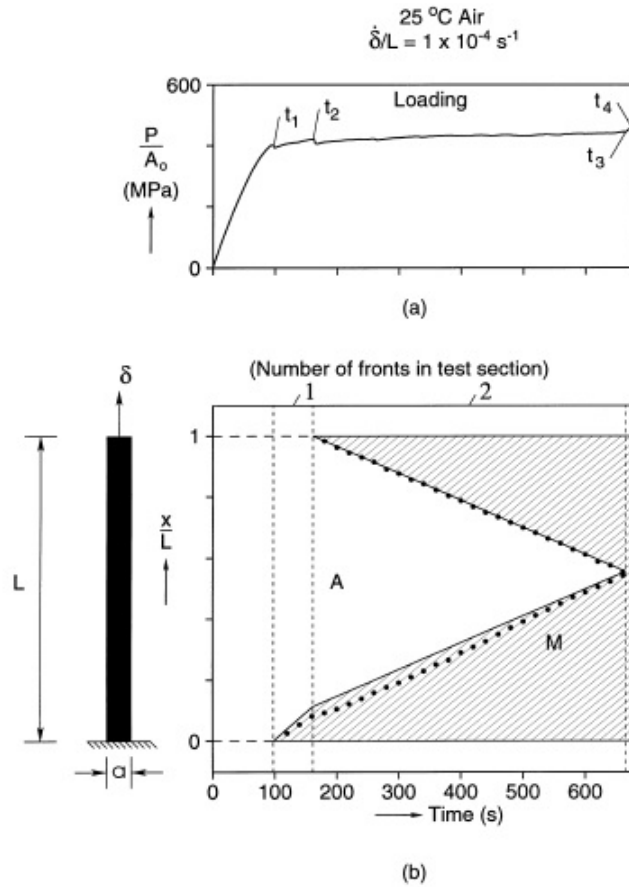 25 °C Air
δ̇/L = 1 x 10⁻⁴ s⁻¹
600
Loading
t₁
t₂
t₄
t₃
P
A₀
(MPa)
0
(a)
(Number of fronts in test section)
1
2
δ
1
x
L
L
A
M
0
a
0 100 200 300 400 500 600
Time (s)
(b)